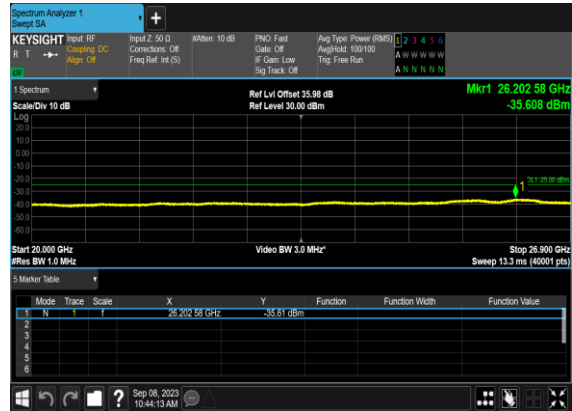 Spectrum Analyzer 1
Swept SA
+
KEYSIGHT Input: RF Input Z: 50 Ω #Atten: 10 dB PNO: Fast Avg Type: Power (RMS) 1 2 3 4 5 6
R T Coupling: DC Corrections: Off Gate: Off Avg|Hold: 100/100 A W W W W W
Align: Off Freq Ref: Int (S) IF Gain: Low Trig: Free Run
Sig Track: Off A N N N N N
1 Spectrum Ref Lvl Offset 35.98 dB Mkr1 26.202 58 GHz
Scale/Div 10 dB Ref Level 30.00 dBm -35.608 dBm
Log
20.0
10.0
0.00
-10.0
-20.0
DL1 -25.00 dBm
1
-30.0
-40.0
-50.0
-60.0
Start 20.000 GHz Video BW 3.0 MHz* Stop 26.900 GHz
#Res BW 1.0 MHz Sweep 13.3 ms (40001 pts)
5 Marker Table
Mode Trace Scale X Y Function Function Width Function Value
1 N 1 f 26.202 58 GHz -35.61 dBm
2
3
4
5
6
? Sep 08, 2023
10:44:13 AM